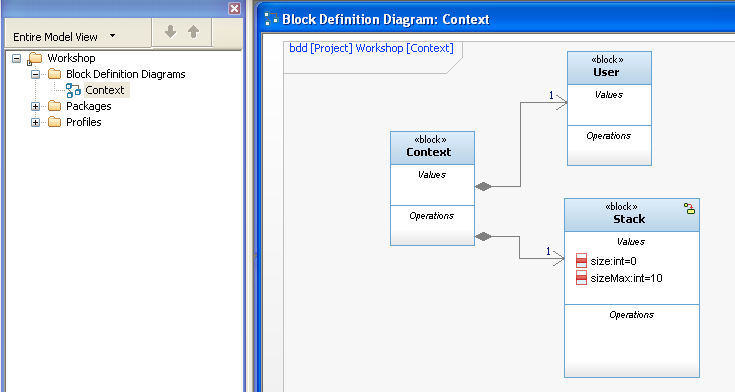 Entire Model View
Workshop
Block Definition Diagrams
Context
Packages
Profiles
Block Definition Diagram: Context
bdd [Project] Workshop [Context]
«block»
User
Values
Operations
1
«block»
Context
Values
Operations
1
«block»
Stack
Values
size:int=0
sizeMax:int=10
Operations